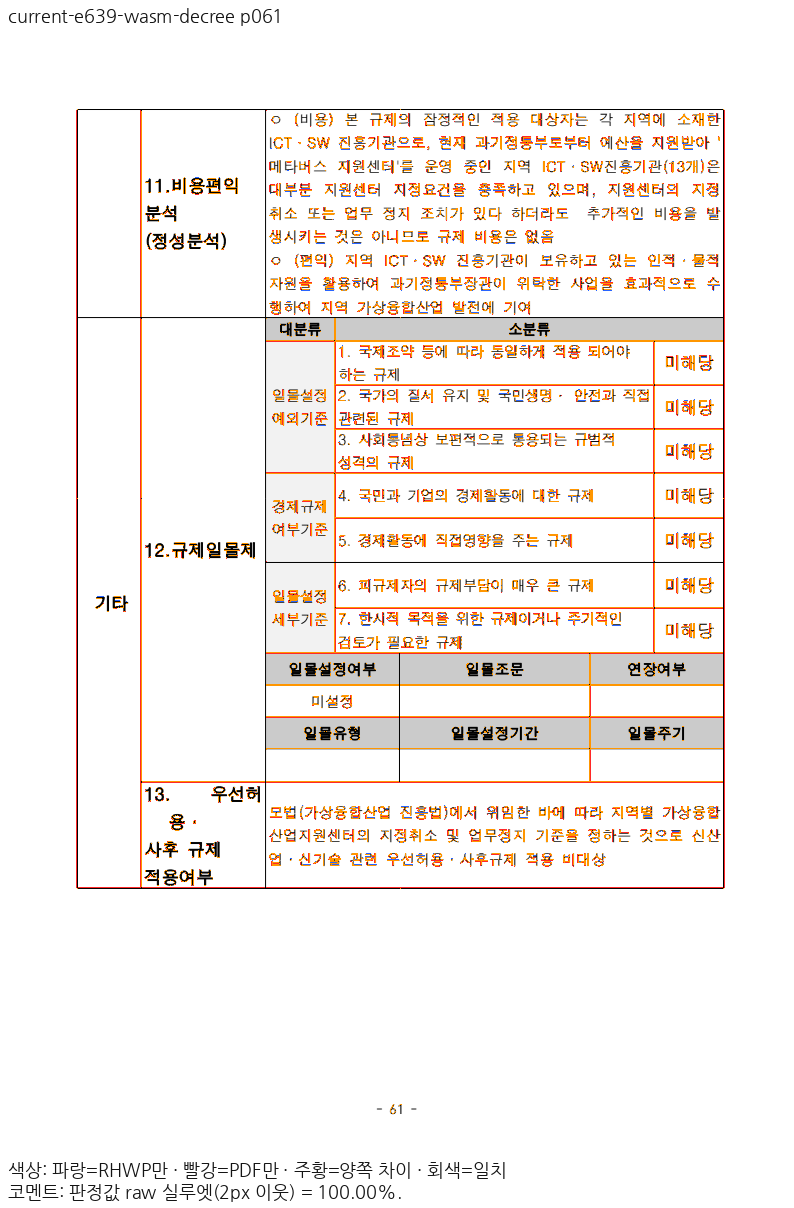 current-e639-wasm-decree p061
ㅇ (비용) 본 규제의 잠정적인 적용 대상자는 각 지역에 소재한
ICT·SW 진흥기관으로, 현재 과기정통부로부터 예산을 지원받아 '
메타버스 지원센터'를 운영 중인 지역 ICT·SW진흥기관(13개)은
대부분 지원센터 지정요건을 충족하고 있으며, 지원센터의 지정
취소 또는 업무 정지 조치가 있다 하더라도 추가적인 비용을 발
생시키는 것은 아니므로 규제 비용은 없음
ㅇ (편익) 지역 ICT·SW 진흥기관이 보유하고 있는 인적·물적
자원을 활용하여 과기정통부장관이 위탁한 사업을 효과적으로 수
행하여 지역 가상융합산업 발전에 기여
11.비용편익
분석
(정성분석)
기타
12.규제일몰제
대분류 소분류
일몰설정
예외기준
1. 국제조약 등에 따라 동일하게 적용 되어야
하는 규제
미해당
2. 국가의 질서 유지 및 국민생명· 안전과 직접
관련된 규제
미해당
3. 사회통념상 보편적으로 통용되는 규범적
성격의 규제
미해당
경제규제
여부기준
4. 국민과 기업의 경제활동에 대한 규제
미해당
5. 경제활동에 직접영향을 주는 규제
미해당
일몰설정
세부기준
6. 피규제자의 규제부담이 매우 큰 규제
미해당
7. 한시적 목적을 위한 규제이거나 주기적인
검토가 필요한 규제
미해당
일몰설정여부 일몰조문 연장여부
미설정
일몰유형 일몰설정기간 일몰주기
13. 우선허
용·
사후 규제
적용여부
모법(가상융합산업 진흥법)에서 위임한 바에 따라 지역별 가상융합
산업지원센터의 지정취소 및 업무정지 기준을 정하는 것으로 신산
업·신기술 관련 우선허용·사후규제 적용 비대상
- 61 -
색상: 파랑=RHWP만 · 빨강=PDF만 · 주황=양쪽 차이 · 회색=일치
코멘트: 판정값 raw 실루엣(2px 이웃) = 100.00%.